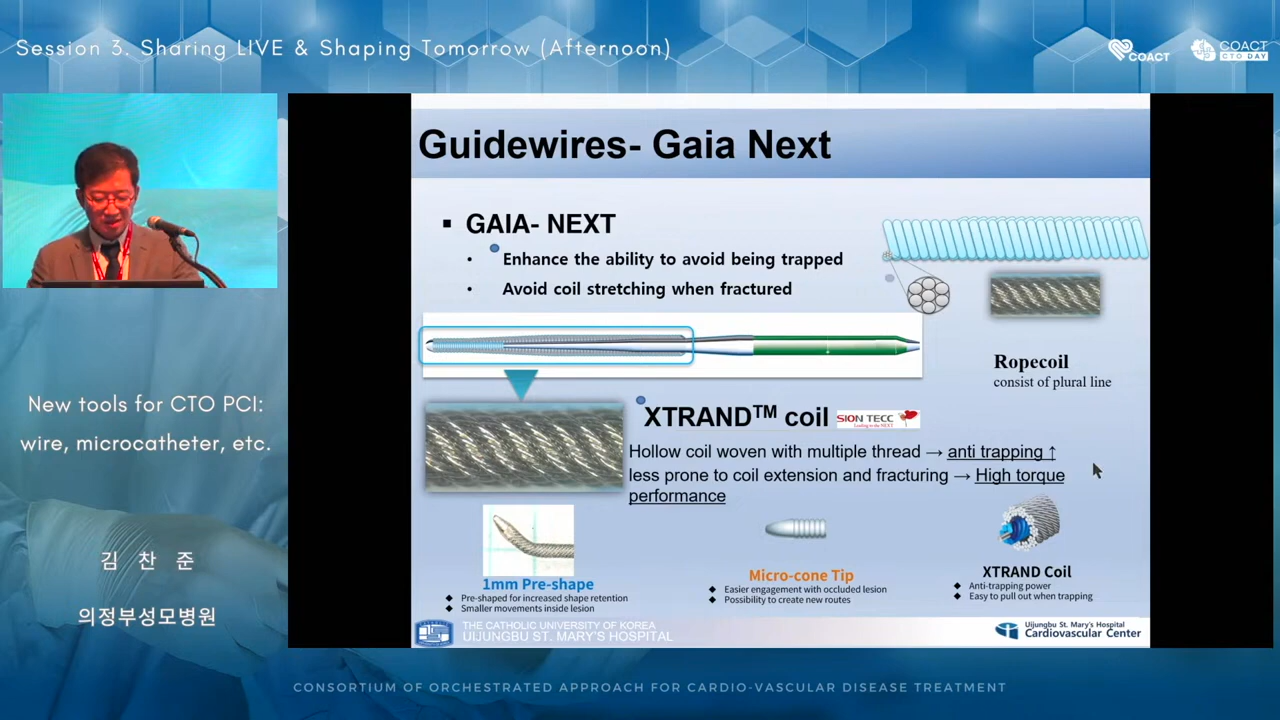 Session 3. Sharing LIVE & Shaping Tomorrow (Afternoon)
COACT
COACT
CTO DAY
Guidewires- Gaia Next
▪ GAIA- NEXT
• Enhance the ability to avoid being trapped
• Avoid coil stretching when fractured
Ropecoil
consist of plural line
XTRAND™ coil
SION TECC
Leading to the NEXT
Hollow coil woven with multiple thread → anti trapping ↑
less prone to coil extension and fracturing → High torque
performance
1mm Pre-shape
◆ Pre-shaped for increased shape retention
◆ Smaller movements inside lesion
Micro-cone Tip
◆ Easier engagement with occluded lesion
◆ Possibility to create new routes
XTRAND Coil
◆ Anti-trapping power
◆ Easy to pull out when trapping
THE CATHOLIC UNIVERSITY OF KOREA
UIJUNGBU ST. MARY'S HOSPITAL
Uijungbu St. Mary's Hospital
Cardiovascular Center
New tools for CTO PCI:
wire, microcatheter, etc.
김 찬 준
의정부성모병원
CONSORTIUM OF ORCHESTRATED APPROACH FOR CARDIO-VASCULAR DISEASE TREATMENT